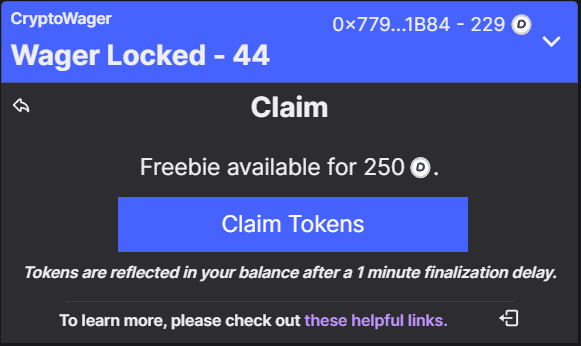 CryptoWager
0×779...1B84 - 229 D
Wager Locked - 44
Claim
Freebie available for 250 D.
Claim Tokens
Tokens are reflected in your balance after a 1 minute finalization delay.
To learn more, please check out these helpful links.